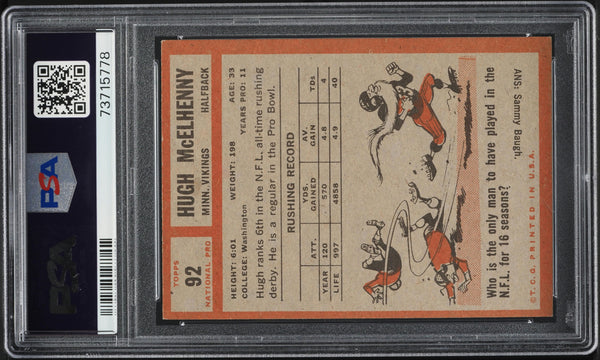 PSA
73715778
PSA
TOPPS
92
NATIONAL PRO
HUGH McELHENNY
MINN. VIKINGS HALFBACK
HEIGHT: 6:01 WEIGHT: 198 AGE: 33
COLLEGE: Washington YEARS PRO: 11
Hugh ranks 6th in the N.F.L. all-time rushing
derby. He is a regular in the Pro Bowl.
RUSHING RECORD
ATT. YDS. GAINED AV. GAIN TDs
YEAR 120 570 4.8 4
LIFE 997 4858 4.9 40
Who is the only man to have played in the
N.F.L. for 16 seasons?
ANS: Sammy Baugh.
©T.C.G. PRINTED IN U.S.A.